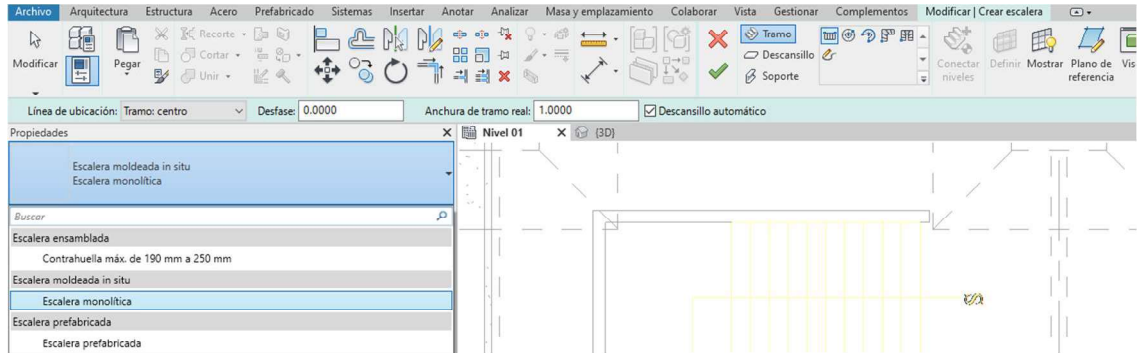 Archivo Arquitectura Estructura Acero Prefabricado Sistemas Insertar Anotar Analizar Masa y emplazamiento Colaborar Vista Gestionar Complementos Modificar | Crear escalera
Modificar Pegar Recorte Cortar Unir Tramo Descansillo Soporte Conectar niveles Definir Mostrar Plano de referencia Vis
Línea de ubicación: Tramo: centro Desfase: 0.0000 Anchura de tramo real: 1.0000 Descansillo automático
Propiedades X Nivel 01 X {3D}
Escalera moldeada in situ
Escalera monolítica
Buscar
Escalera ensamblada
Contrahuella máx. de 190 mm a 250 mm
Escalera moldeada in situ
Escalera monolítica
Escalera prefabricada
Escalera prefabricada